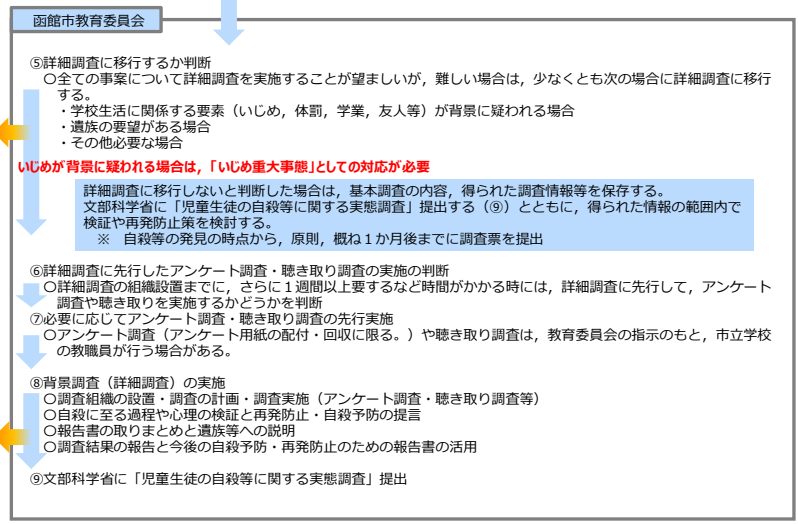 函館市教育委員会
⑤詳細調査に移行するか判断
○全ての事案について詳細調査を実施することが望ましいが，難しい場合は，少なくとも次の場合に詳細調査に移行
する。
・学校生活に関係する要素（いじめ，体罰，学業，友人等）が背景に疑われる場合
・遺族の要望がある場合
・その他必要な場合
いじめが背景に疑われる場合は，「いじめ重大事態」としての対応が必要
詳細調査に移行しないと判断した場合は，基本調査の内容，得られた調査情報等を保存する。
文部科学省に「児童生徒の自殺等に関する実態調査」提出する（⑨）とともに，得られた情報の範囲内で
検証や再発防止策を検討する。
※　自殺等の発見の時点から，原則，概ね１か月後までに調査票を提出
⑥詳細調査に先行したアンケート調査・聴き取り調査の実施の判断
○詳細調査の組織設置までに，さらに１週間以上要するなど時間がかかる時には，詳細調査に先行して，アンケート
調査や聴き取りを実施するかどうかを判断
⑦必要に応じてアンケート調査・聴き取り調査の先行実施
○アンケート調査（アンケート用紙の配付・回収に限る。）や聴き取り調査は，教育委員会の指示のもと，市立学校
の教職員が行う場合がある。
⑧背景調査（詳細調査）の実施
○調査組織の設置・調査の計画・調査実施（アンケート調査・聴き取り調査等）
○自殺に至る過程や心理の検証と再発防止・自殺予防の提言
○報告書の取りまとめと遺族等への説明
○調査結果の報告と今後の自殺予防・再発防止のための報告書の活用
⑨文部科学省に「児童生徒の自殺等に関する実態調査」提出